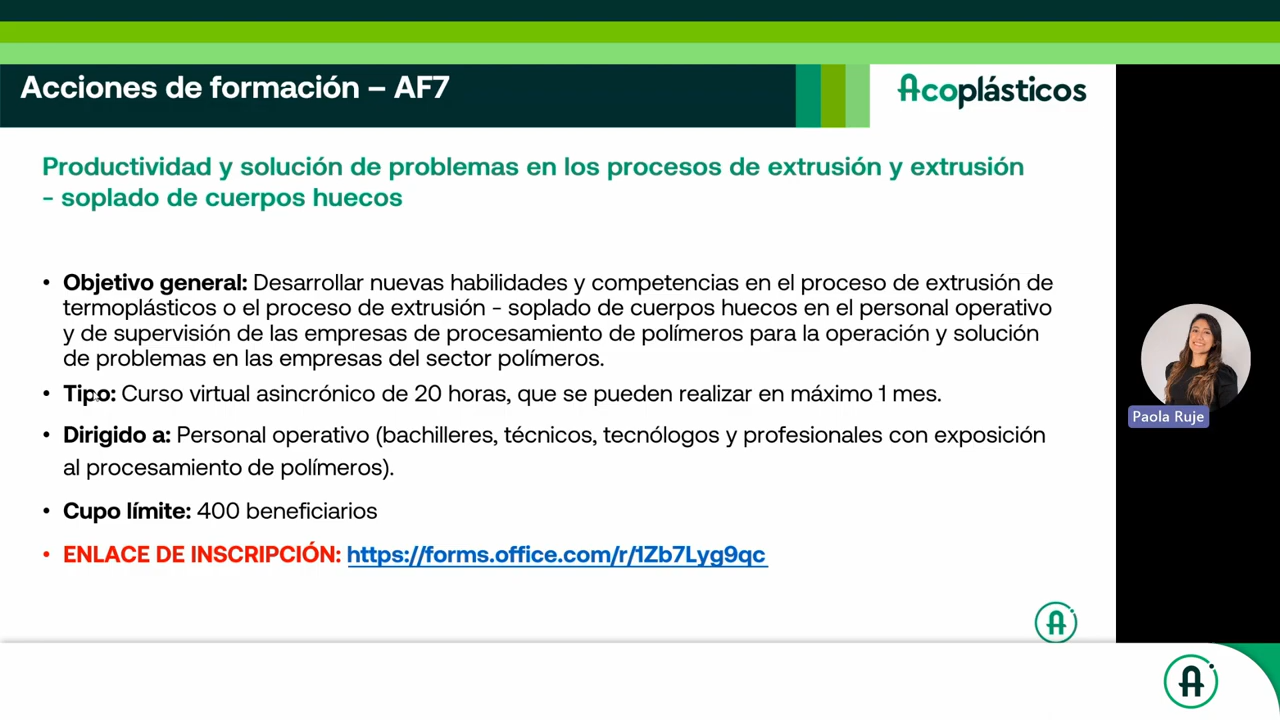 Acciones de formación – AF7
Acoplásticos
Productividad y solución de problemas en los procesos de extrusión y extrusión
- soplado de cuerpos huecos
• Objetivo general: Desarrollar nuevas habilidades y competencias en el proceso de extrusión de
termoplásticos o el proceso de extrusión - soplado de cuerpos huecos en el personal operativo
y de supervisión de las empresas de procesamiento de polímeros para la operación y solución
de problemas en las empresas del sector polímeros.
• Tipo: Curso virtual asincrónico de 20 horas, que se pueden realizar en máximo 1 mes.
• Dirigido a: Personal operativo (bachilleres, técnicos, tecnólogos y profesionales con exposición
al procesamiento de polímeros).
• Cupo límite: 400 beneficiarios
• ENLACE DE INSCRIPCIÓN: https://forms.office.com/r/1Zb7Lyg9qc
Paola Ruje
A
A